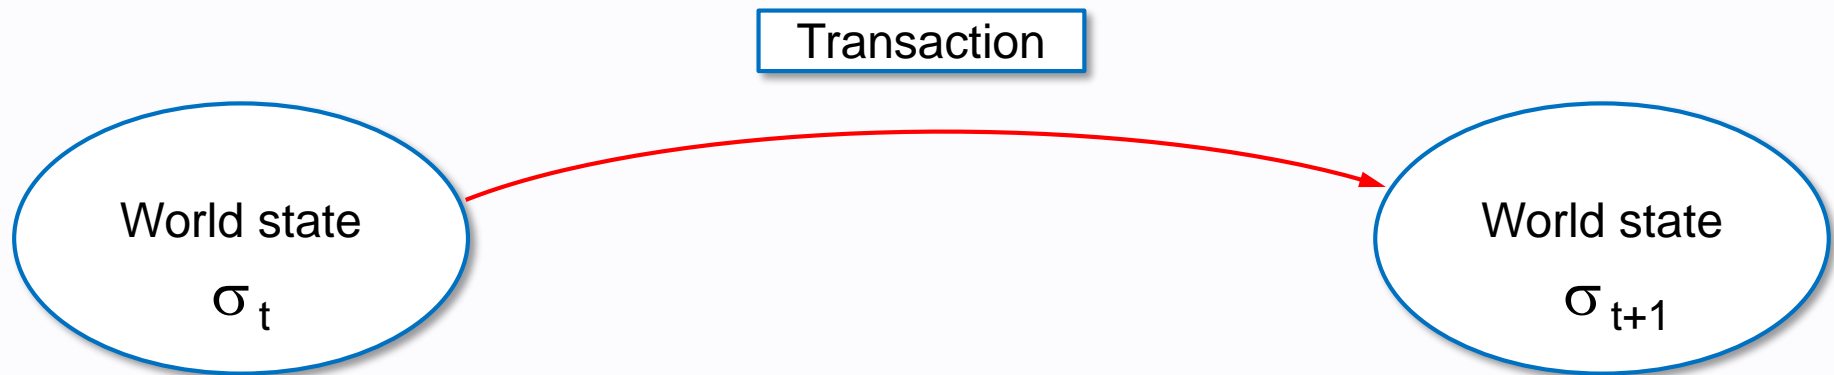 Transaction
World state
σ t
World state
σ t+1